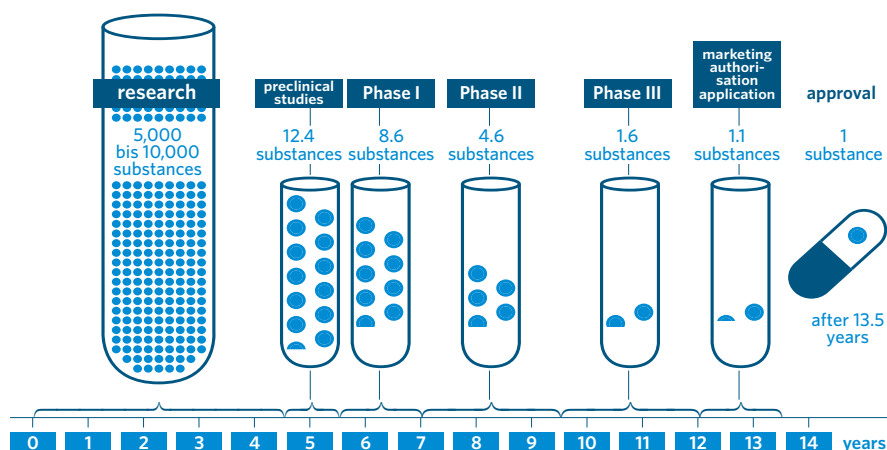 research
5,000
bis 10,000
substances
preclinical
studies
12.4
substances
Phase I
8.6
substances
Phase II
4.6
substances
Phase III
1.6
substances
marketing
authori-
sation
application
1.1
substances
approval
1
substance
after 13.5
years
0 1 2 3 4 5 6 7 8 9 10 11 12 13 14 years